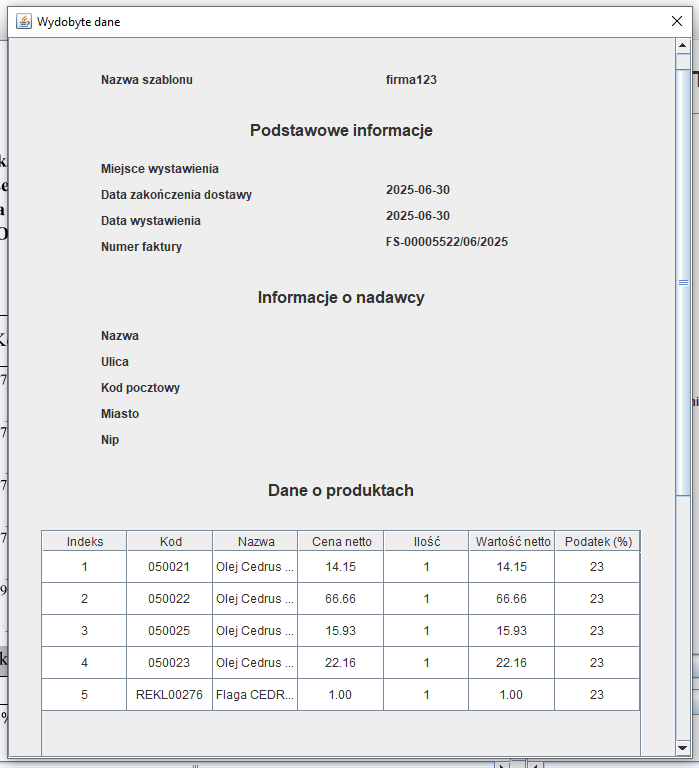 Wydobyte dane
Nazwa szablonu firma123
Podstawowe informacje
Miejsce wystawienia
Data zakończenia dostawy 2025-06-30
Data wystawienia 2025-06-30
Numer faktury FS-00005522/06/2025
Informacje o nadawcy
Nazwa
Ulica
Kod pocztowy
Miasto
Nip
Dane o produktach
Indeks Kod Nazwa Cena netto Ilość Wartość netto Podatek (%)
1 050021 Olej Cedrus ... 14.15 1 14.15 23
2 050022 Olej Cedrus ... 66.66 1 66.66 23
3 050025 Olej Cedrus ... 15.93 1 15.93 23
4 050023 Olej Cedrus ... 22.16 1 22.16 23
5 REKL00276 Flaga CEDR... 1.00 1 1.00 23